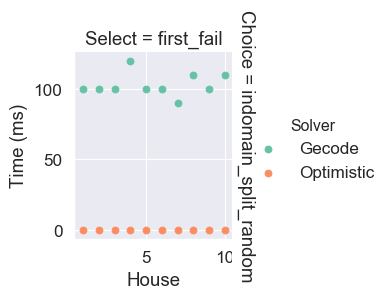 Select = first_fail
Choice = indomain_split_random
Time (ms)
100
50
0
5
10
House
Solver
Gecode
Optimistic